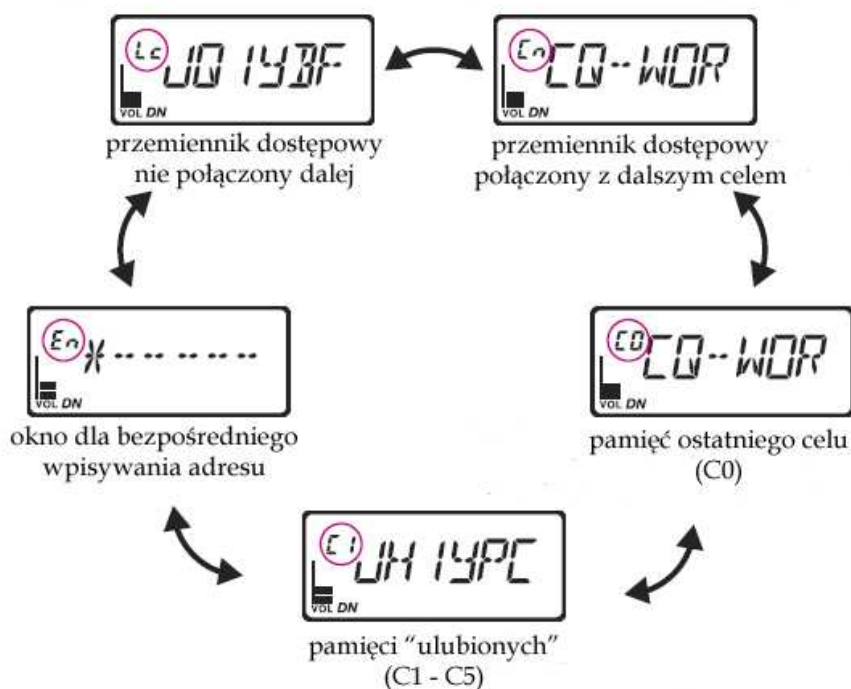 Lc JQ1YBF
VOL DN
przemiennik dostępowy
nie połączony dalej
Cn CQ--WOR
VOL DN
przemiennik dostępowy
połączony z dalszym celem
En *------
VOL DN
okno dla bezpośredniego
wpisywania adresu
C0 CQ--WOR
VOL DN
pamięć ostatniego celu
(C0)
C1 JH1YPC
VOL DN
pamięci “ulubionych”
(C1 - C5)